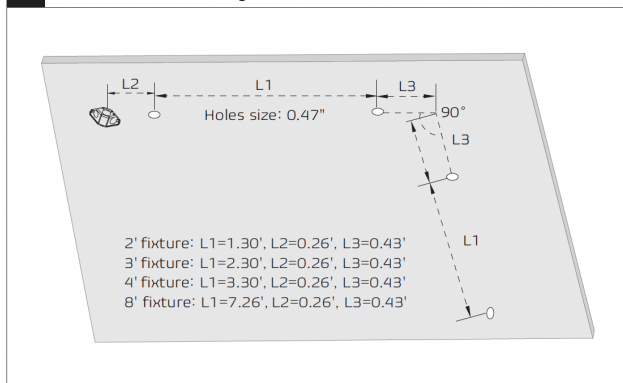 L2
L1
L3
Holes size: 0.47"
90°
L3
L1
2' fixture: L1=1.30', L2=0.26', L3=0.43'
3' fixture: L1=2.30', L2=0.26', L3=0.43'
4' fixture: L1=3.30', L2=0.26', L3=0.43'
8' fixture: L1=7.26', L2=0.26', L3=0.43'